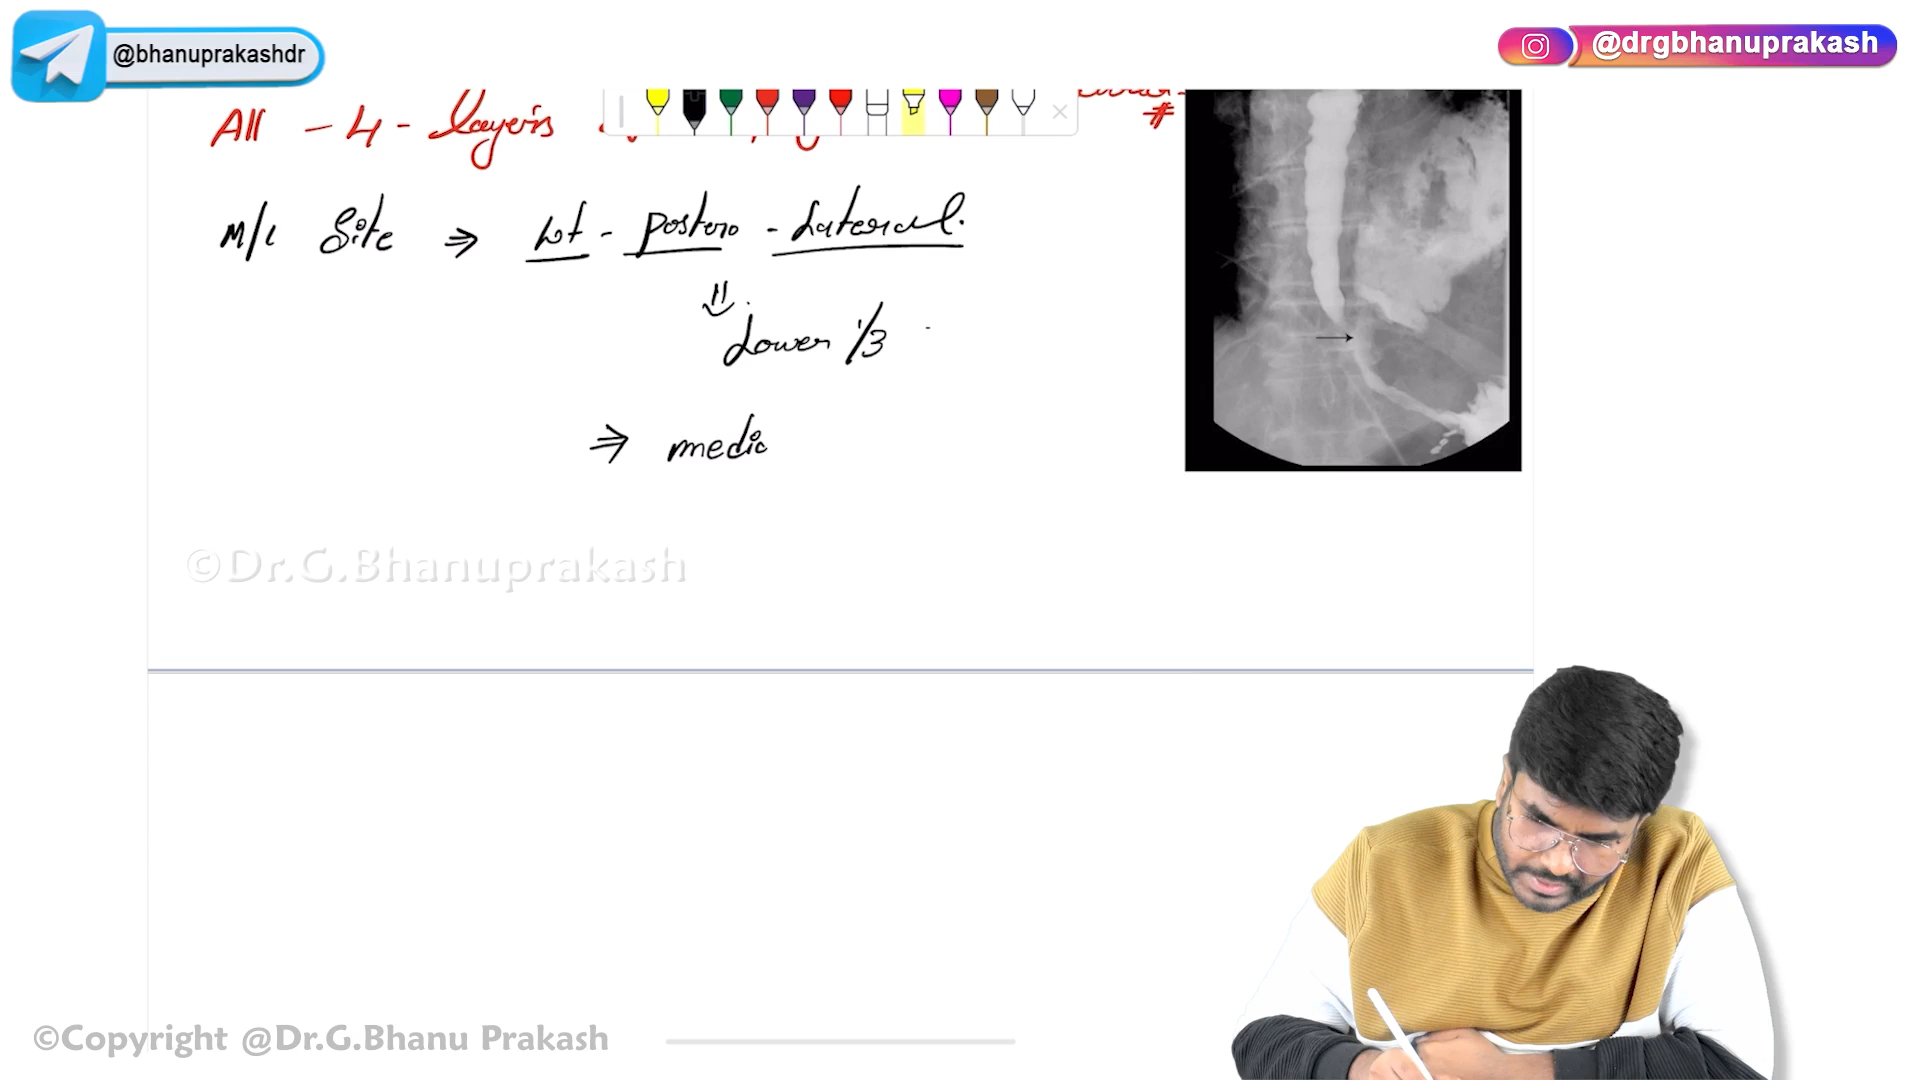 @bhanuprakashdr
@drgbhanuprakash
All - 4 - layers
#
M/c Site ⇒ Lt - postero - Lateral.
Lower 1/3
⇒ medic
©Dr.G.Bhanuprakash
©Copyright @Dr.G.Bhanu Prakash